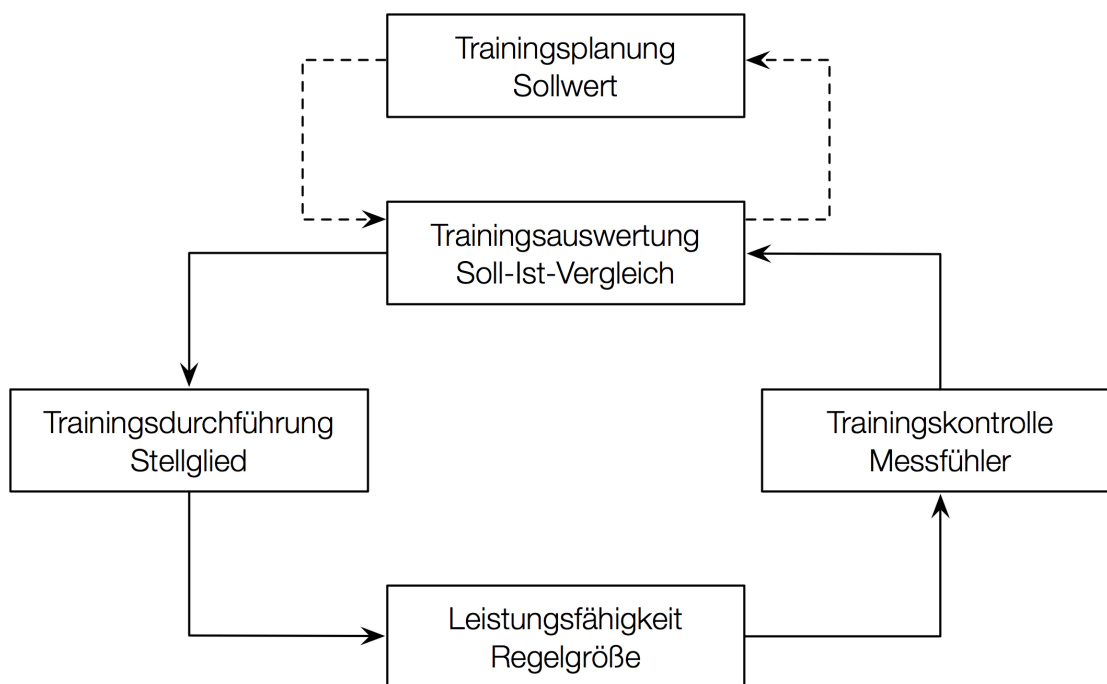 Trainingsplanung
Sollwert
Trainingsauswertung
Soll-Ist-Vergleich
Trainingsdurchführung
Stellglied
Trainingskontrolle
Messfühler
Leistungsfähigkeit
Regelgröße